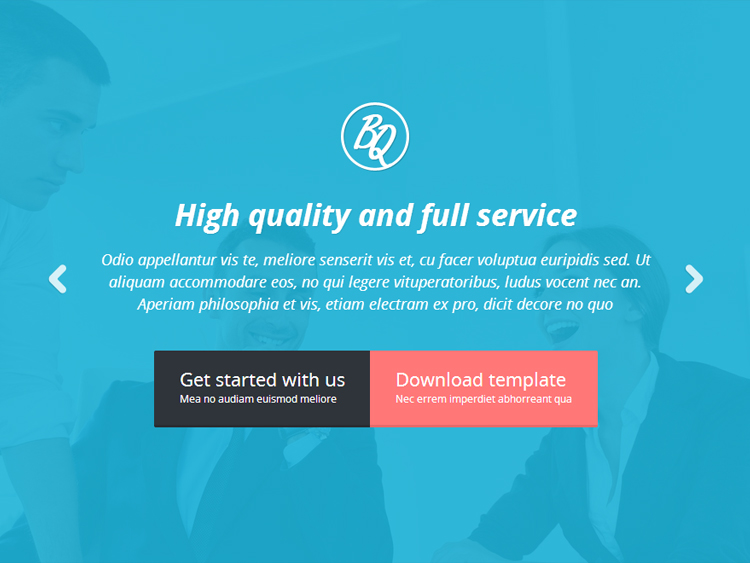 BQ
High quality and full service
Odio appellantur vis te, meliore senserit vis et, cu facer voluptua euripidis sed. Ut
aliquam accommodare eos, no qui legere vituperatoribus, ludus vocent nec an.
Aperiam philosophia et vis, etiam electram ex pro, dicit decore no quo
Get started with us
Mea no audiam euismod meliore
Download template
Nec errem imperdiet abhorreant qua